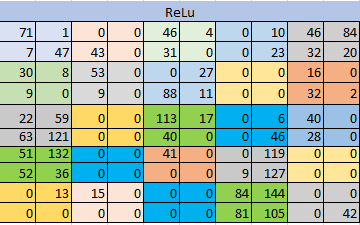 ReLu
71 1 0 0 46 4 0 10 46 84
7 47 43 0 31 0 0 23 32 20
30 8 53 0 0 27 0 0 16 0
9 0 9 0 88 11 0 0 32 2
22 59 0 0 113 17 0 6 40 0
63 121 0 0 40 0 0 46 28 0
51 132 0 0 41 0 0 119 0 0
52 36 0 0 0 0 9 127 0 0
0 13 15 0 0 0 84 144 0 0
0 0 0 0 0 0 81 105 0 42